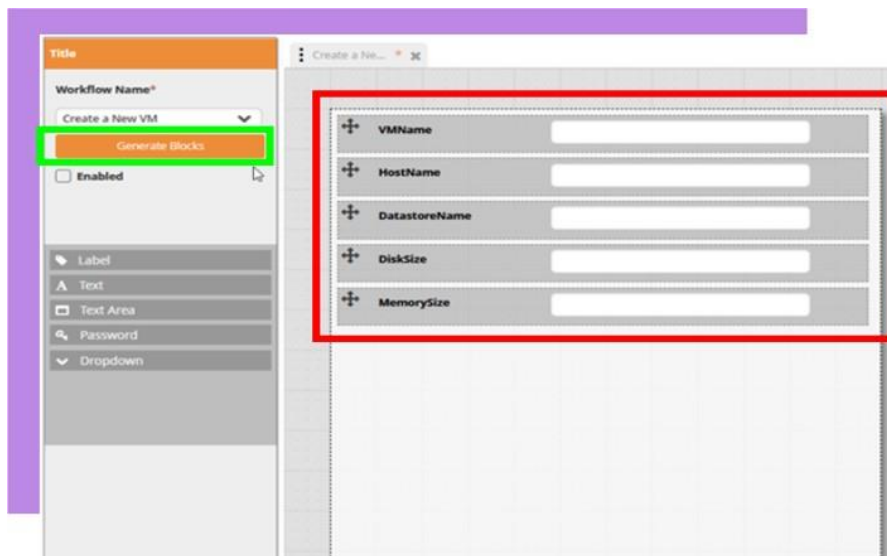 Title
Workflow Name*
Create a New VM
Generate Blocks
Enabled
Label
A Text
Text Area
Password
Dropdown
Create a Ne... *
VMName
HostName
DatastoreName
DiskSize
MemorySize